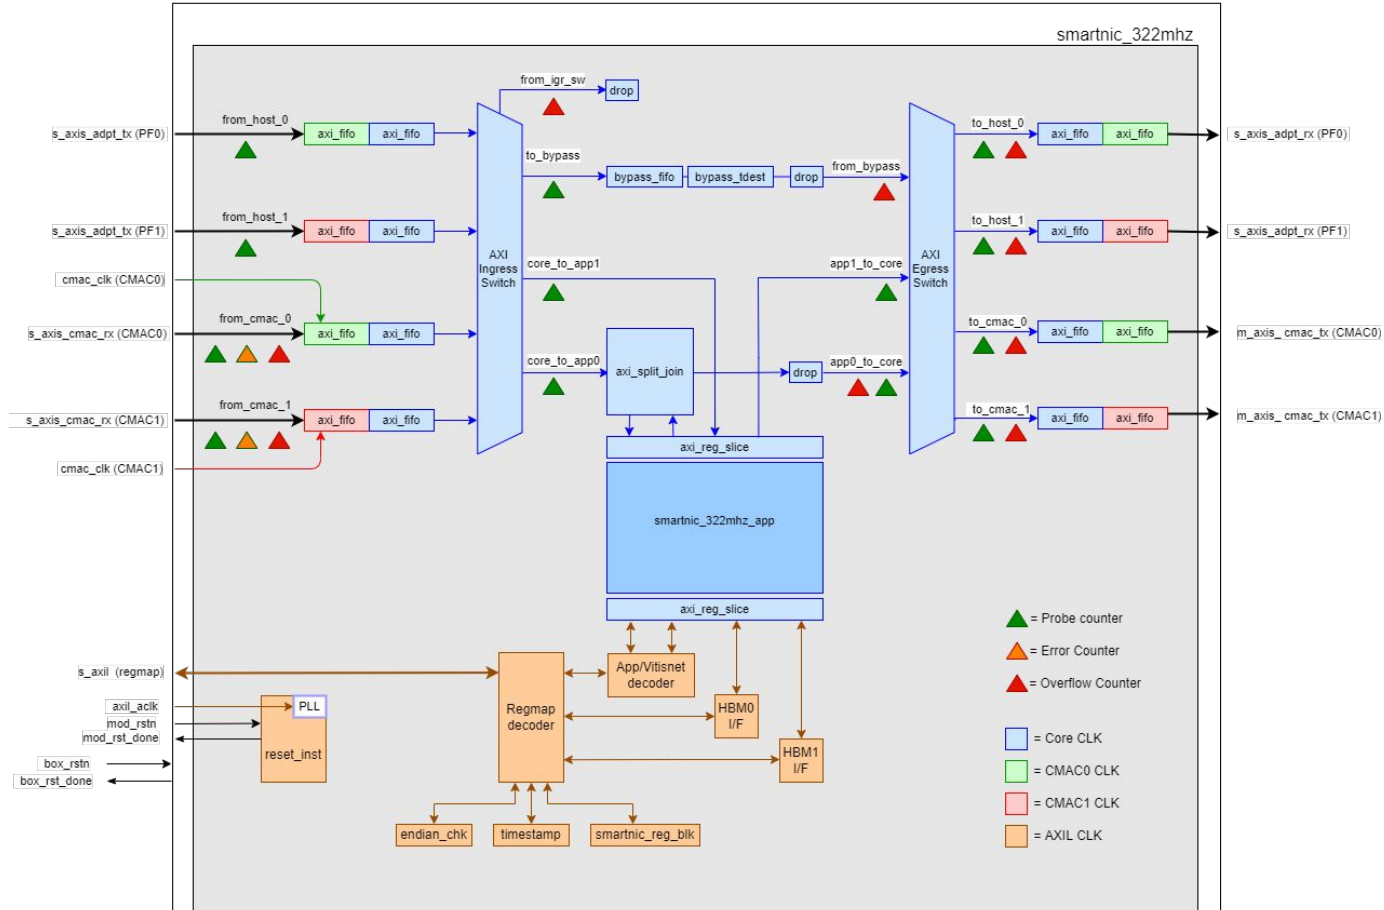 smartnic_322mhz
from_igr_sw
drop
s_axis_adpt_tx (PF0)
from_host_0
axi_fifo
axi_fifo
to_host_0
axi_fifo
axi_fifo
s_axis_adpt_rx (PF0)
to_bypass
bypass_fifo
bypass_tdest
drop
from_bypass
s_axis_adpt_tx (PF1)
from_host_1
axi_fifo
axi_fifo
to_host_1
axi_fifo
axi_fifo
s_axis_adpt_rx (PF1)
AXI
Ingress
Switch
core_to_app1
app1_to_core
AXI
Egress
Switch
cmac_clk (CMAC0)
s_axis_cmac_rx (CMAC0)
from_cmac_0
axi_fifo
axi_fifo
to_cmac_0
axi_fifo
axi_fifo
m_axis_ cmac_tx (CMAC0)
core_to_app0
axi_split_join
drop
app0_to_core
s_axis_cmac_rx (CMAC1)
from_cmac_1
axi_fifo
axi_fifo
to_cmac_1
axi_fifo
axi_fifo
m_axis_ cmac_tx (CMAC1)
cmac_clk (CMAC1)
axi_reg_slice
smartnic_322mhz_app
axi_reg_slice
= Probe counter
= Error Counter
= Overflow Counter
= Core CLK
= CMAC0 CLK
= CMAC1 CLK
= AXIL CLK
s_axil (regmap)
App/Vitisnet
decoder
Regmap
decoder
HBM0
I/F
HBM1
I/F
axil_aclk
PLL
mod_rstn
mod_rst_done
reset_inst
box_rstn
box_rst_done
endian_chk
timestamp
smartnic_reg_blk